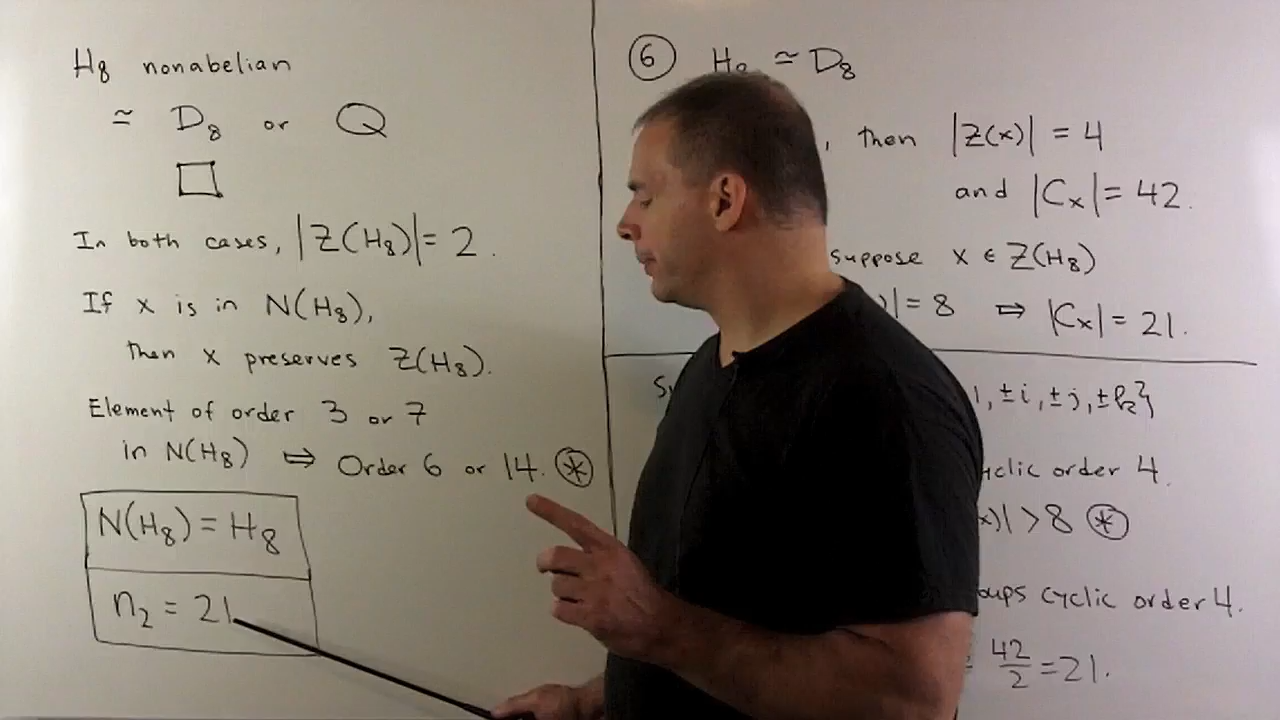 H₈ nonabelian
≃ D₈ or Q
In both cases, |Z(H₈)| = 2.
If x is in N(H₈),
then x preserves Z(H₈).
Element of order 3 or 7
in N(H₈) ⇒ Order 6 or 14. ⊛
N(H₈) = H₈
n₂ = 21
⑥ H₈ ≃ D₈
, then |Z(x)| = 4
and |Cₓ| = 42.
suppose x ∈ Z(H₈)
)| = 8 ⇒ |Cₓ| = 21.
1, ±i, ±j, ±k}
cyclic order 4.
x)| > 8 ⊛
cyclic order 4.
42/2 = 21.